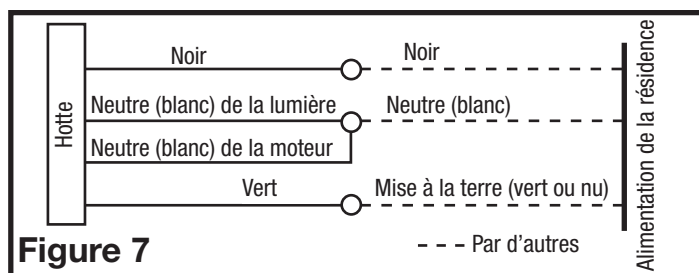 Noir
Noir
Neutre (blanc) de la lumière
Neutre (blanc)
Neutre (blanc) de la moteur
Vert
Mise à la terre (vert ou nu)
Hotte
Alimentation de la résidence
Figure 7
Par d'autres